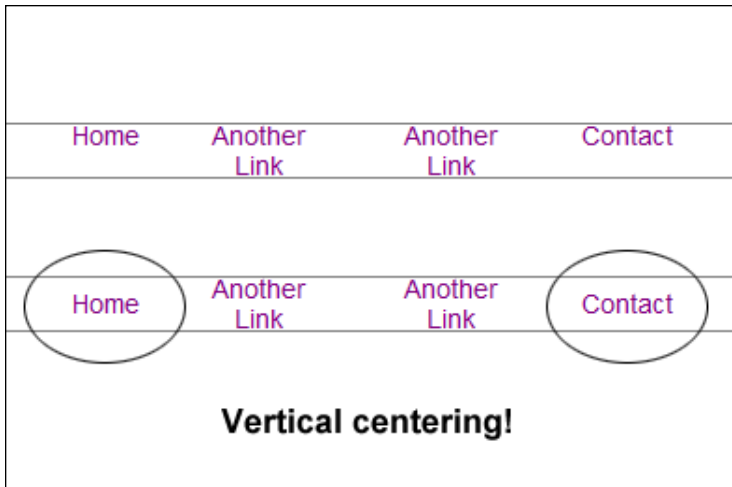 Home Another Another Contact
Link Link
Another Another
Home Link Link Contact
Vertical centering!